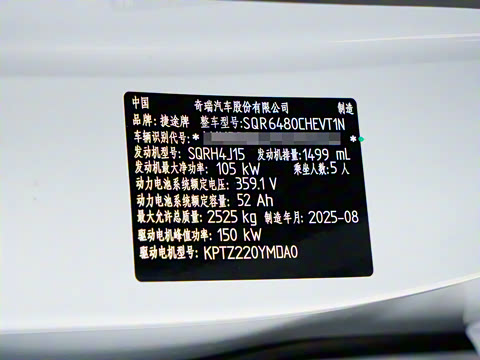 中国 奇瑞汽车股份有限公司 制造
品牌: 捷途牌 整车型号:SQR6480CHEVT1N
车辆识别代号:* *
发动机型号: SQRH4J15 发动机排量:1499 mL
发动机最大净功率: 105 kW 乘坐人数:5 人
动力电池系统额定电压: 359.1 V
动力电池系统额定容量: 52 Ah
最大允许总质量: 2525 kg 制造年月: 2025-08
驱动电机峰值功率: 150 kW
驱动电机型号: KPTZ220YMDA0